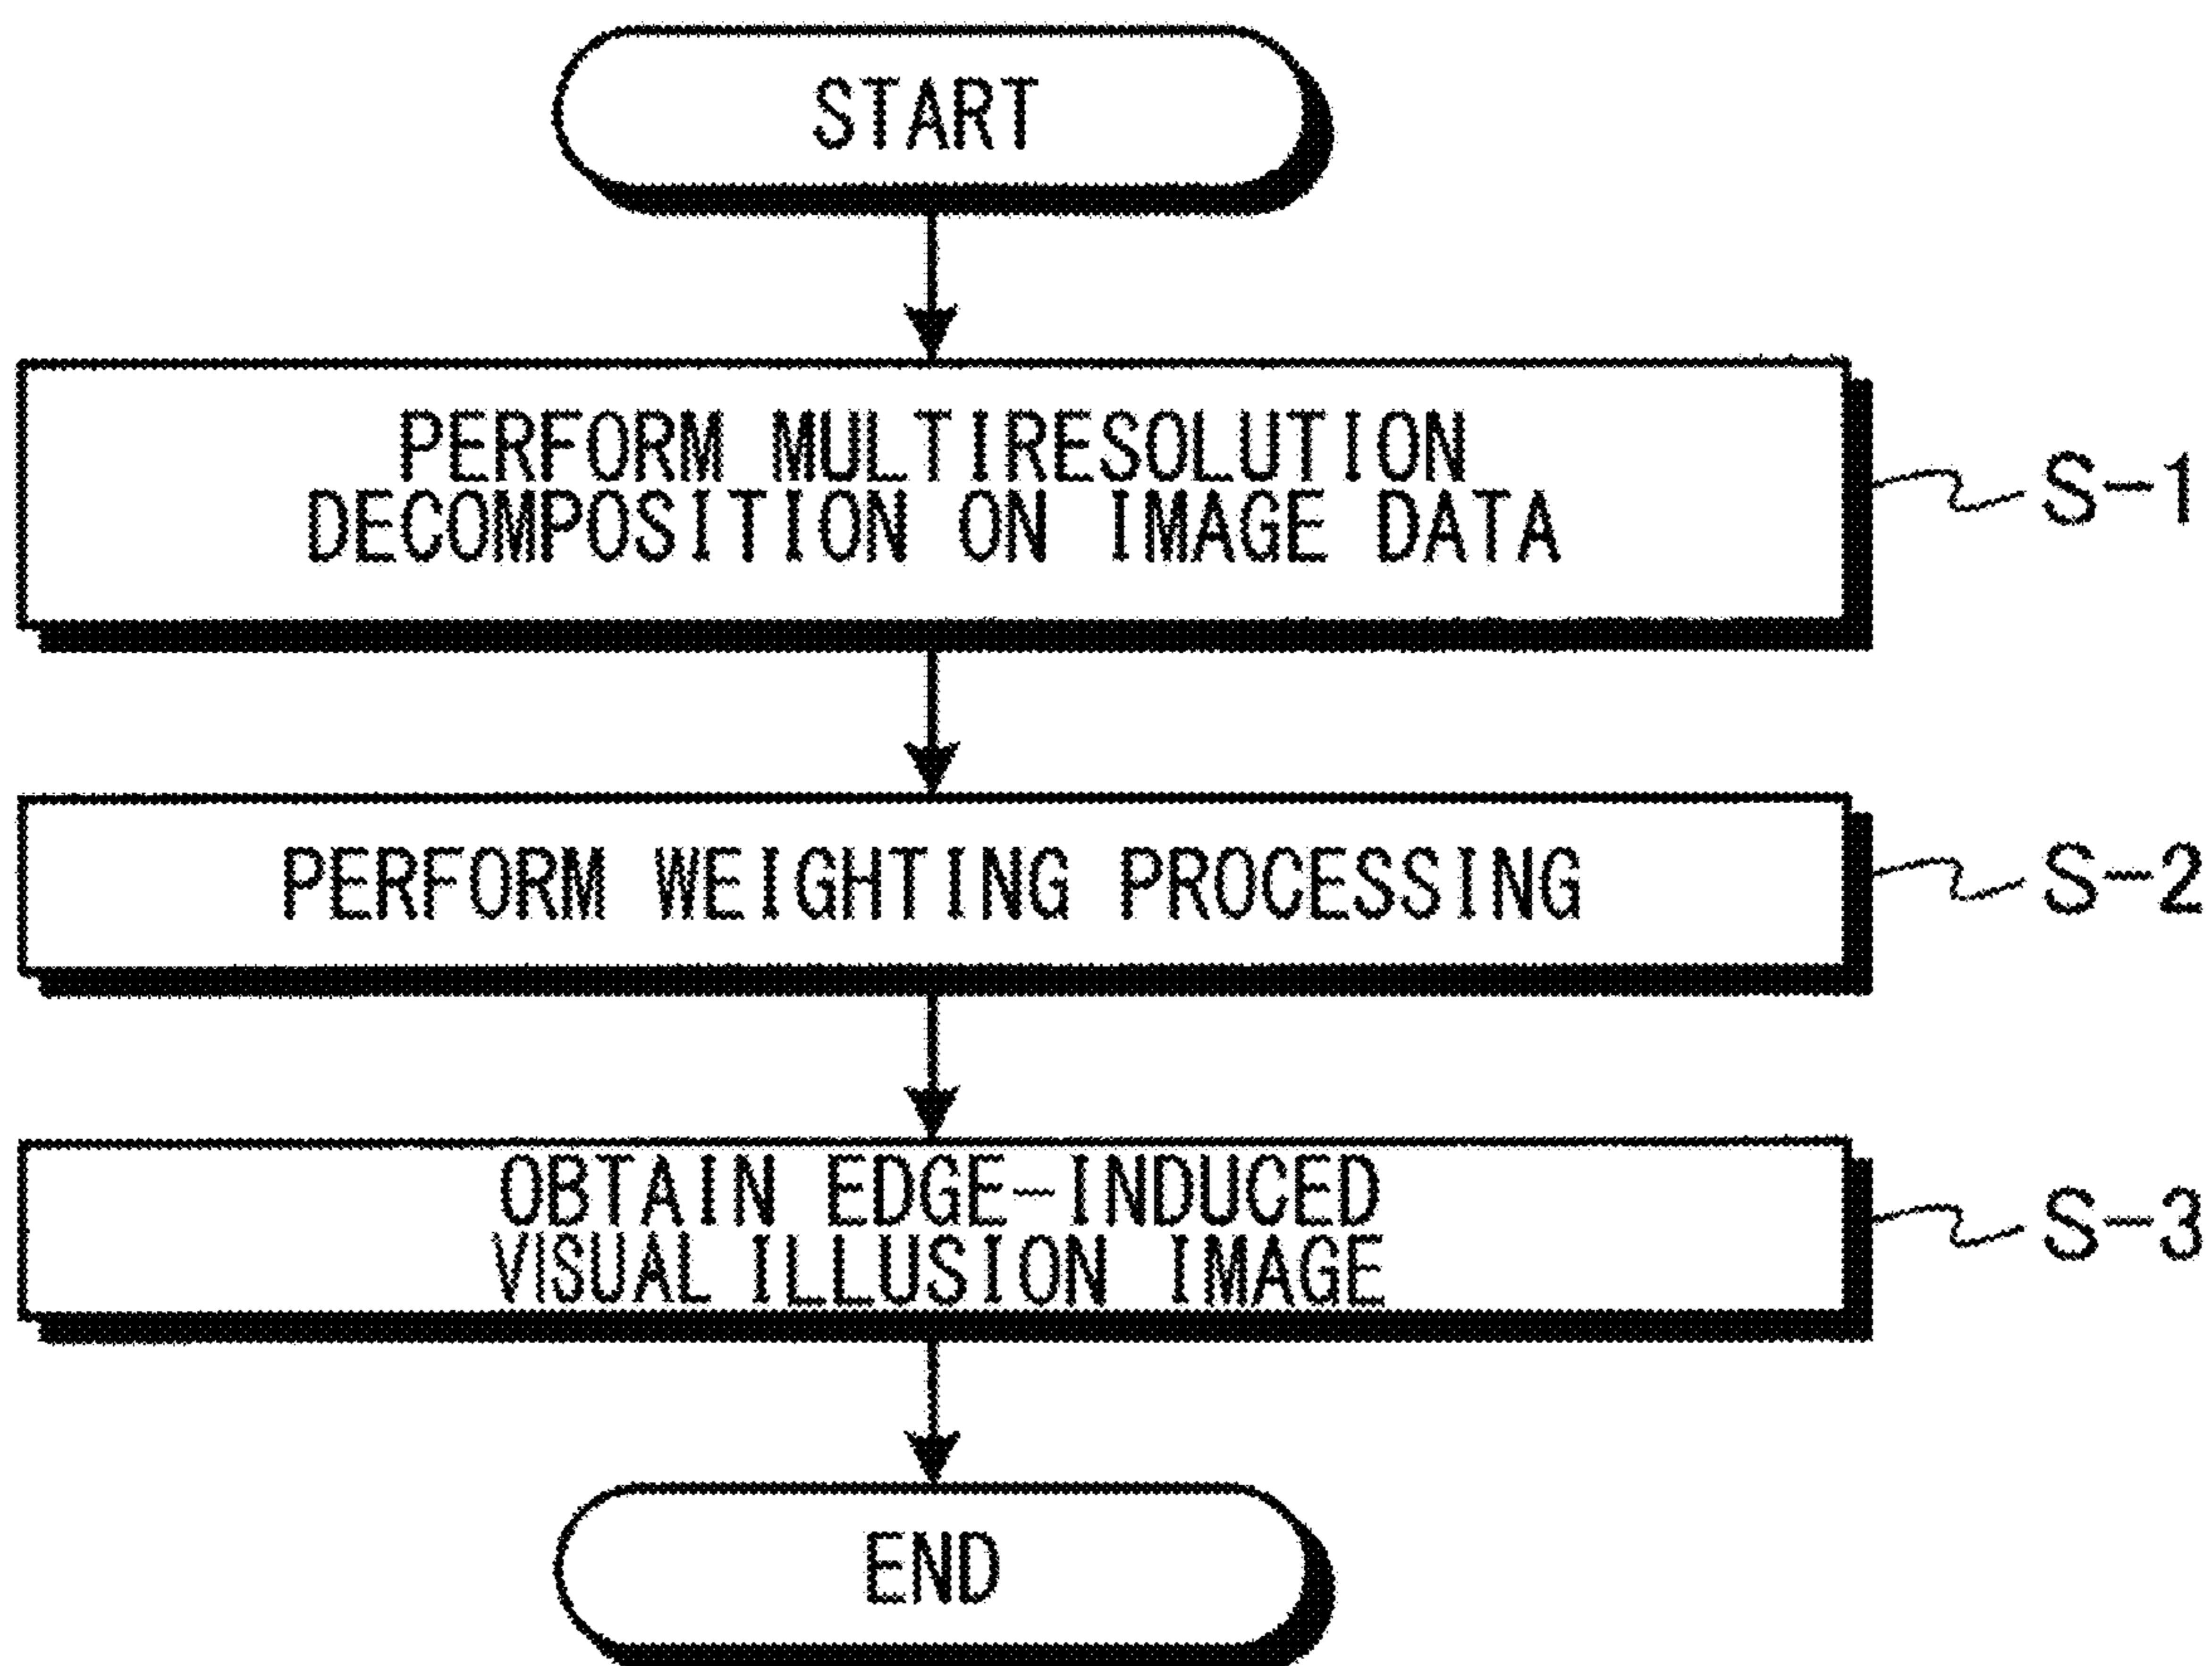 START
PERFORM MULTIRESOLUTION
DECOMPOSITION ON IMAGE DATA
S-1
PERFORM WEIGHTING PROCESSING
S-2
OBTAIN EDGE-INDUCED
VISUAL ILLUSION IMAGE
S-3
END